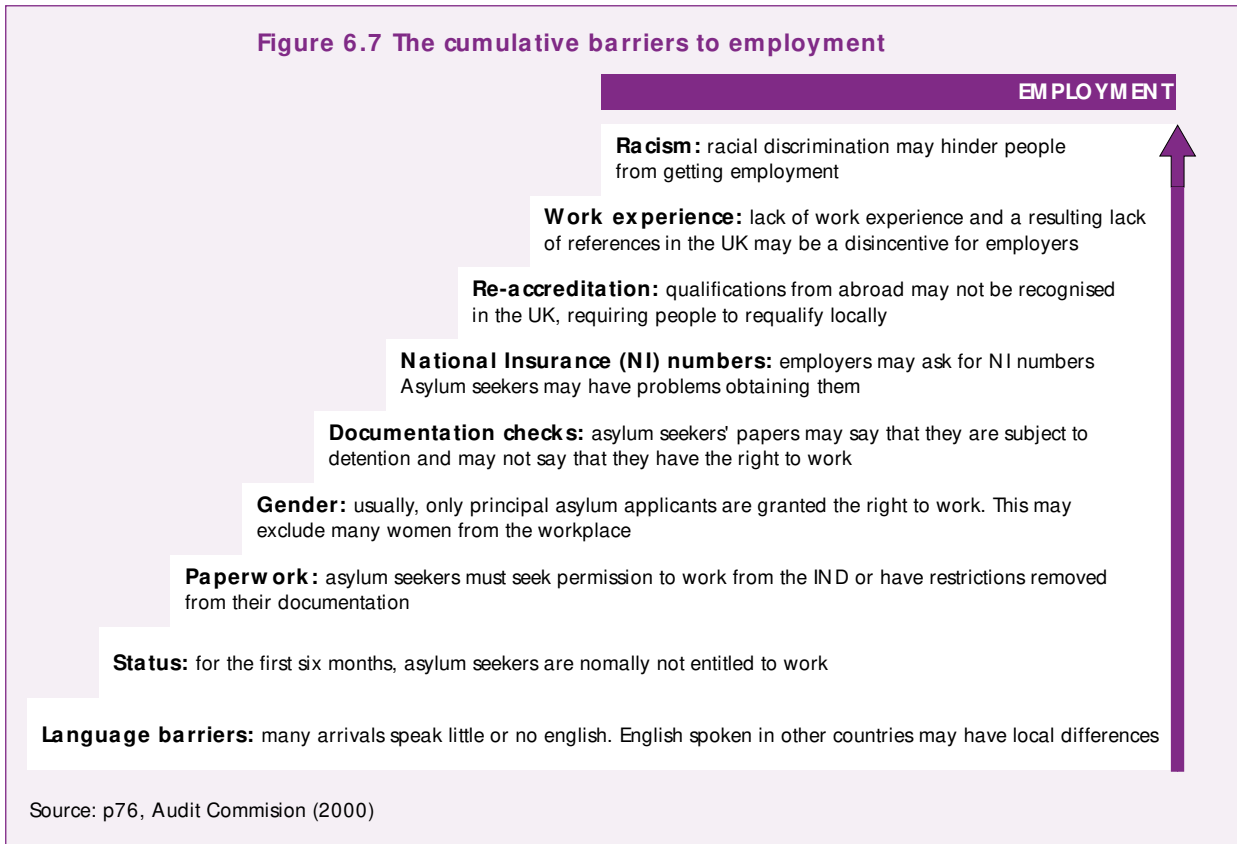 Figure 6.7 The cumulative barriers to employment
EMPLOYMENT
Racism: racial discrimination may hinder people
from getting employment
Work experience: lack of work experience and a resulting lack
of references in the UK may be a disincentive for employers
Re-accreditation: qualifications from abroad may not be recognised
in the UK, requiring people to requalify locally
National Insurance (NI) numbers: employers may ask for NI numbers
Asylum seekers may have problems obtaining them
Documentation checks: asylum seekers' papers may say that they are subject to
detention and may not say that they have the right to work
Gender: usually, only principal asylum applicants are granted the right to work. This may
exclude many women from the workplace
Paperwork: asylum seekers must seek permission to work from the IND or have restrictions removed
from their documentation
Status: for the first six months, asylum seekers are nomally not entitled to work
Language barriers: many arrivals speak little or no english. English spoken in other countries may have local differences
Source: p76, Audit Commision (2000)